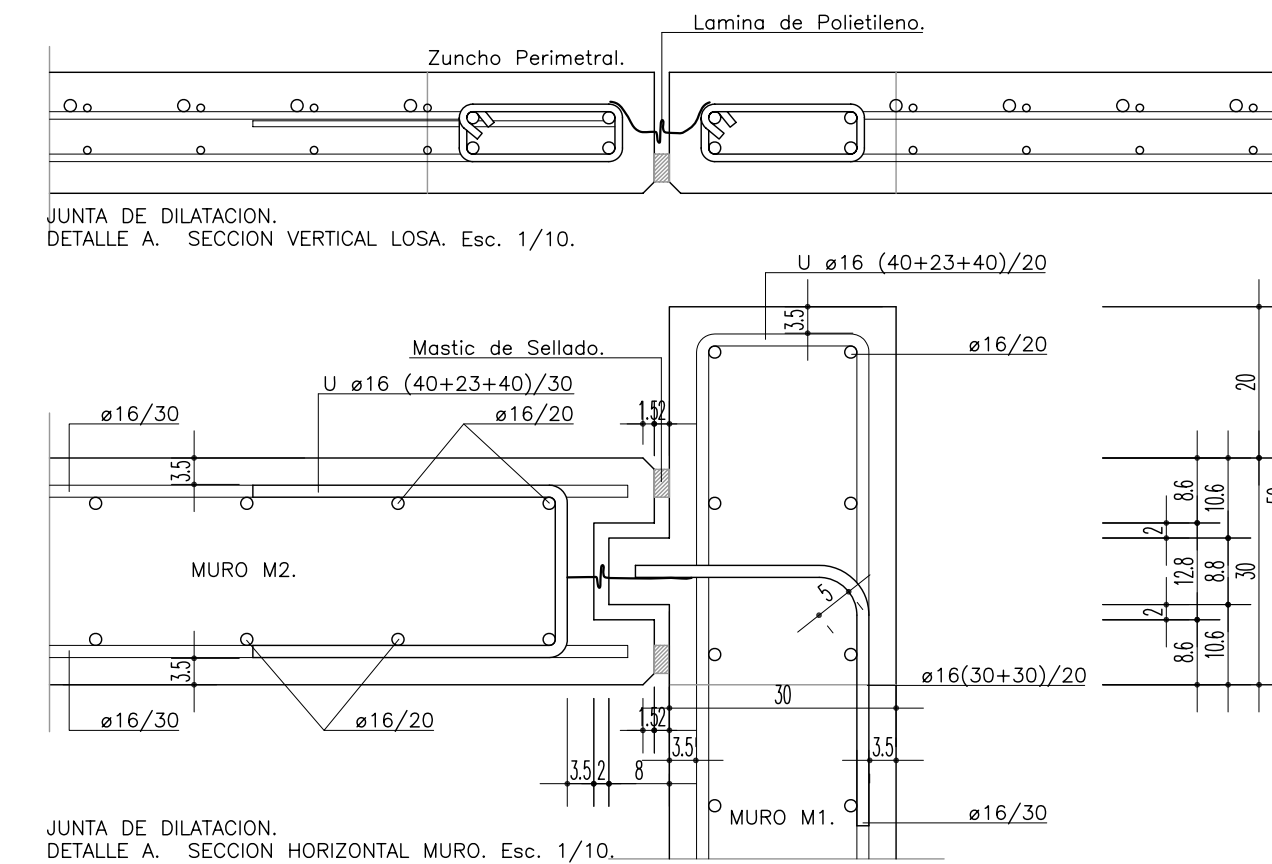 Lamina de Polietileno.
Zuncho Perimetral.
JUNTA DE DILATACION.
DETALLE A. SECCION VERTICAL LOSA. Esc. 1/10.
U ø16 (40+23+40)/20
3.5
ø16/20
Mastic de Sellado.
U ø16 (40+23+40)/30
ø16/30
ø16/20
1.5
2
20
3.5
8.6
10.6
2
MURO M2.
12.8
8.8
30
5
2
8.6
10.6
3.5
ø16(30+30)/20
30
ø16/30
ø16/20
1.5
2
3.5
3.5
3.5
2
8
MURO M1.
ø16/30
JUNTA DE DILATACION.
DETALLE A. SECCION HORIZONTAL MURO. Esc. 1/10.